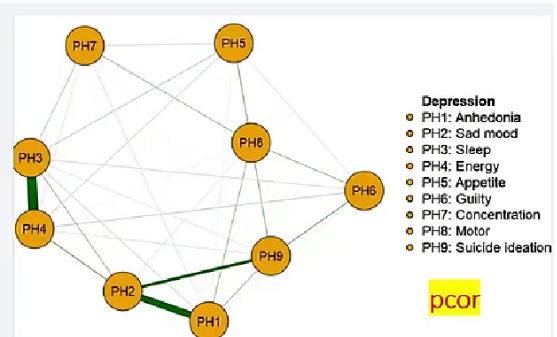 PH7
PH5
PH8
PH3
PH6
PH4
PH9
PH2
PH1
Depression
PH1: Anhedonia
PH2: Sad mood
PH3: Sleep
PH4: Energy
PH5: Appetite
PH6: Guilty
PH7: Concentration
PH8: Motor
PH9: Suicide ideation
pcor